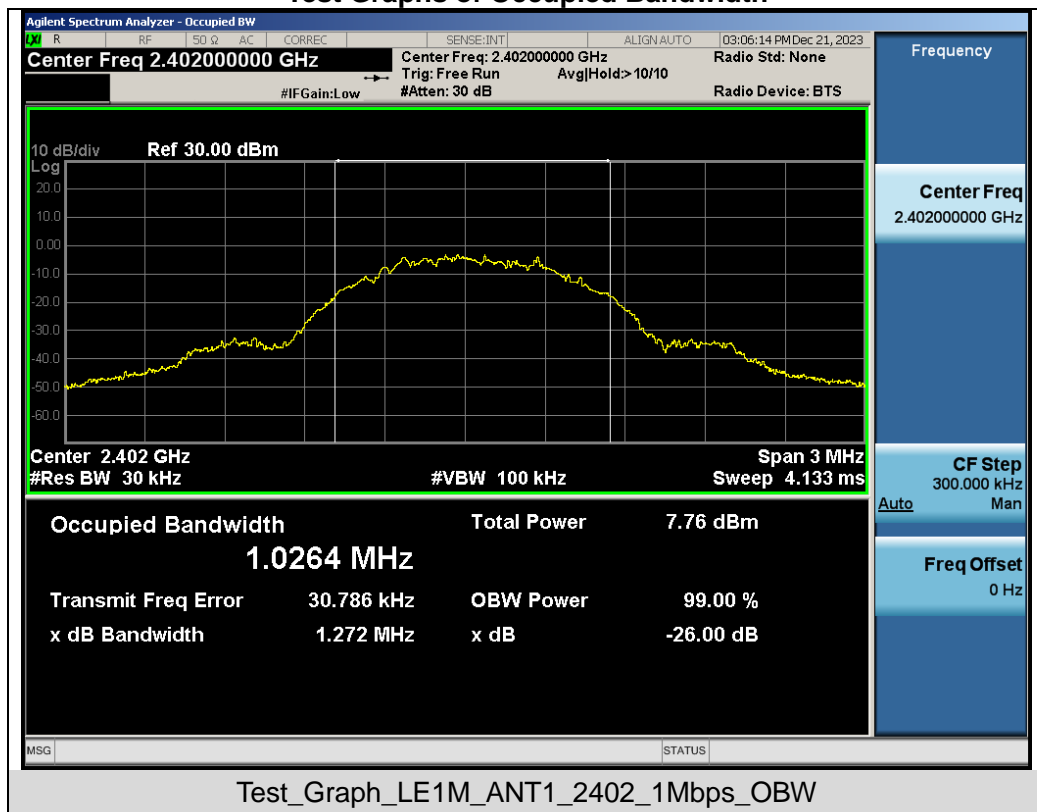 Test Graphs of Occupied Bandwidth
Agilent Spectrum Analyzer - Occupied BW
LXI R RF 50 Ω AC CORREC SENSE:INT ALIGN AUTO 03:06:14 PM Dec 21, 2023
Center Freq 2.402000000 GHz
Center Freq: 2.402000000 GHz
Radio Std: None
Trig: Free Run Avg|Hold:> 10/10
#IFGain:Low #Atten: 30 dB Radio Device: BTS
10 dB/div Ref 30.00 dBm
Log
20.0
10.0
0.00
-10.0
-20.0
-30.0
-40.0
-50.0
-60.0
Center 2.402 GHz Span 3 MHz
#Res BW 30 kHz #VBW 100 kHz Sweep 4.133 ms
Occupied Bandwidth Total Power 7.76 dBm
1.0264 MHz
Transmit Freq Error 30.786 kHz OBW Power 99.00 %
x dB Bandwidth 1.272 MHz x dB -26.00 dB
Frequency
Center Freq
2.402000000 GHz
CF Step
300.000 kHz
Auto Man
Freq Offset
0 Hz
MSG STATUS
Test_Graph_LE1M_ANT1_2402_1Mbps_OBW